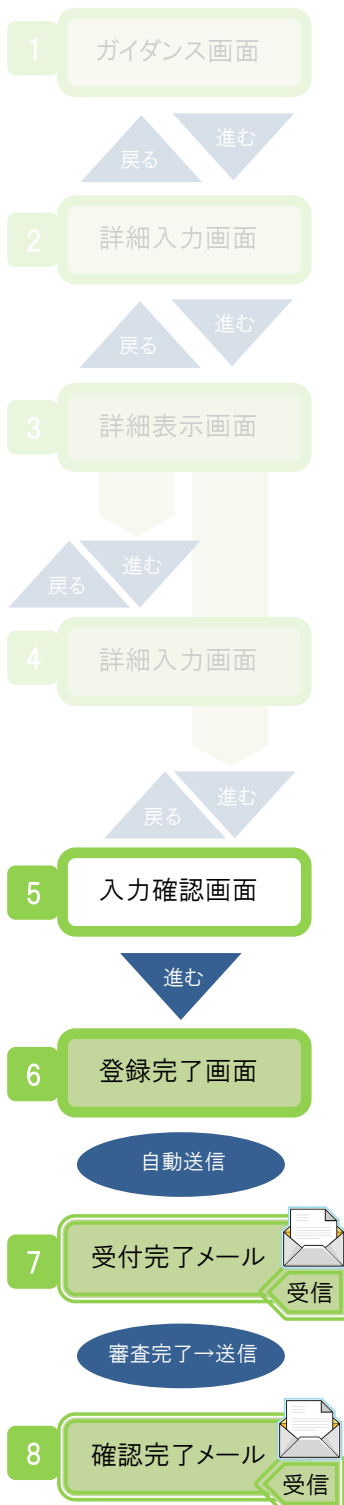 1 ガイダンス画面
戻る 進む
2 詳細入力画面
戻る 進む
3 詳細表示画面
戻る 進む
4 詳細入力画面
戻る 進む
5 入力確認画面
進む
6 登録完了画面
自動送信
7 受付完了メール
受信
審査完了→送信
8 確認完了メール
受信